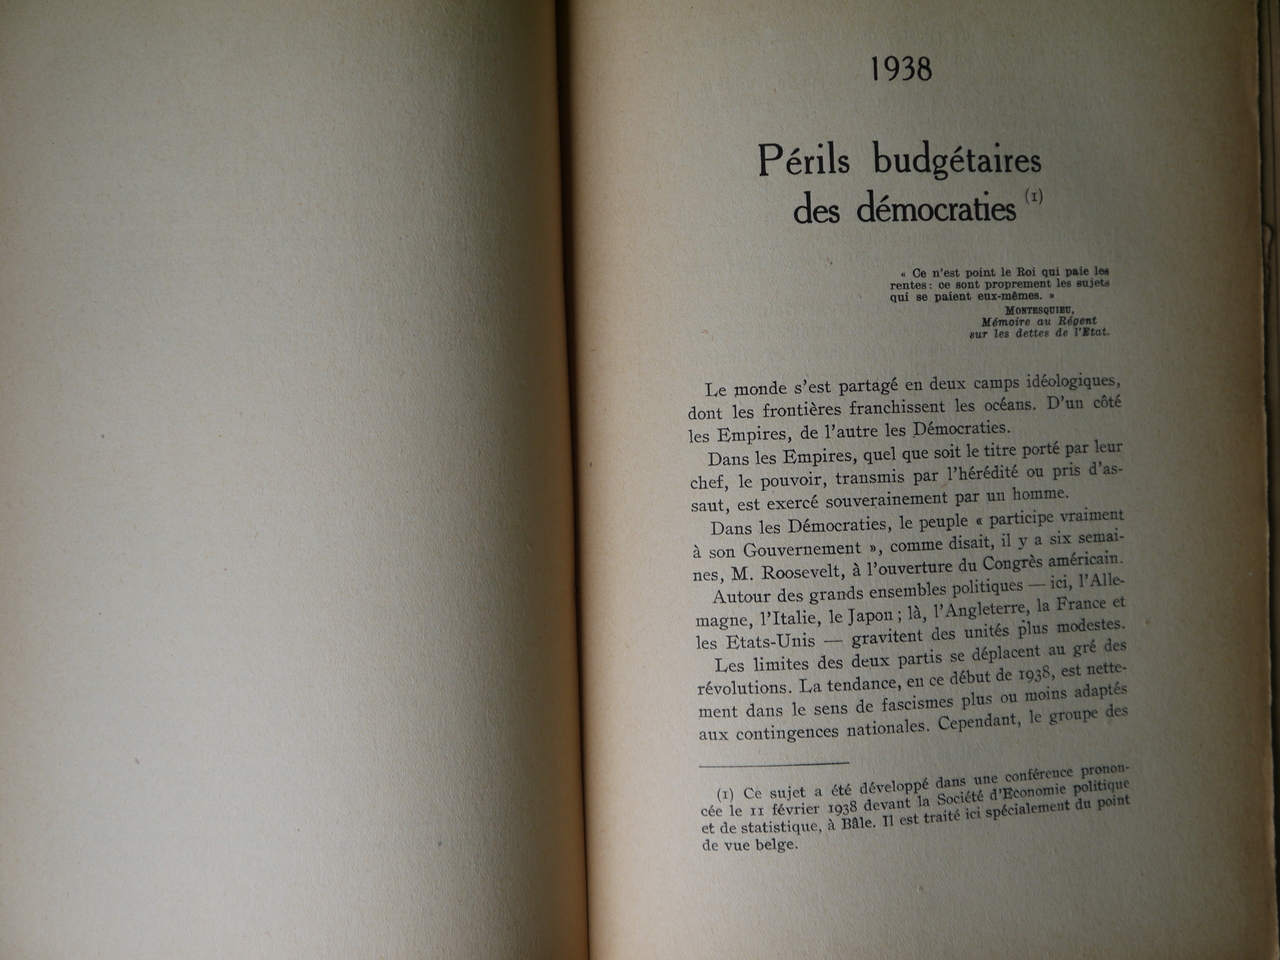 1938
Périls budgétaires
des démocraties (1)
« Ce n'est point le Roi qui paie les
rentes : ce sont proprement les sujets
qui se paient eux-mêmes. »
MONTESQUIEU,
Mémoire au Régent
sur les dettes de l'Etat.
Le monde s'est partagé en deux camps idéologiques,
dont les frontières franchissent les océans. D'un côté
les Empires, de l'autre les Démocraties.
Dans les Empires, quel que soit le titre porté par leur
chef, le pouvoir, transmis par l'hérédité ou pris d'as-
saut, est exercé souverainement par un homme.
Dans les Démocraties, le peuple « participe vraiment
à son Gouvernement », comme disait, il y a six semai-
nes, M. Roosevelt, à l'ouverture du Congrès américain.
Autour des grands ensembles politiques — ici, l'Alle-
magne, l'Italie, le Japon ; là, l'Angleterre, la France et
les Etats-Unis — gravitent des unités plus modestes.
Les limites des deux partis se déplacent au gré des
révolutions. La tendance, en ce début de 1938, est nette-
ment dans le sens de fascismes plus ou moins adaptés
aux contingences nationales. Cependant, le groupe des
(1) Ce sujet a été développé dans une conférence pronon-
cée le 11 février 1938 devant la Société d'Economie politique
et de statistique, à Bâle. Il est traité ici spécialement du point
de vue belge.